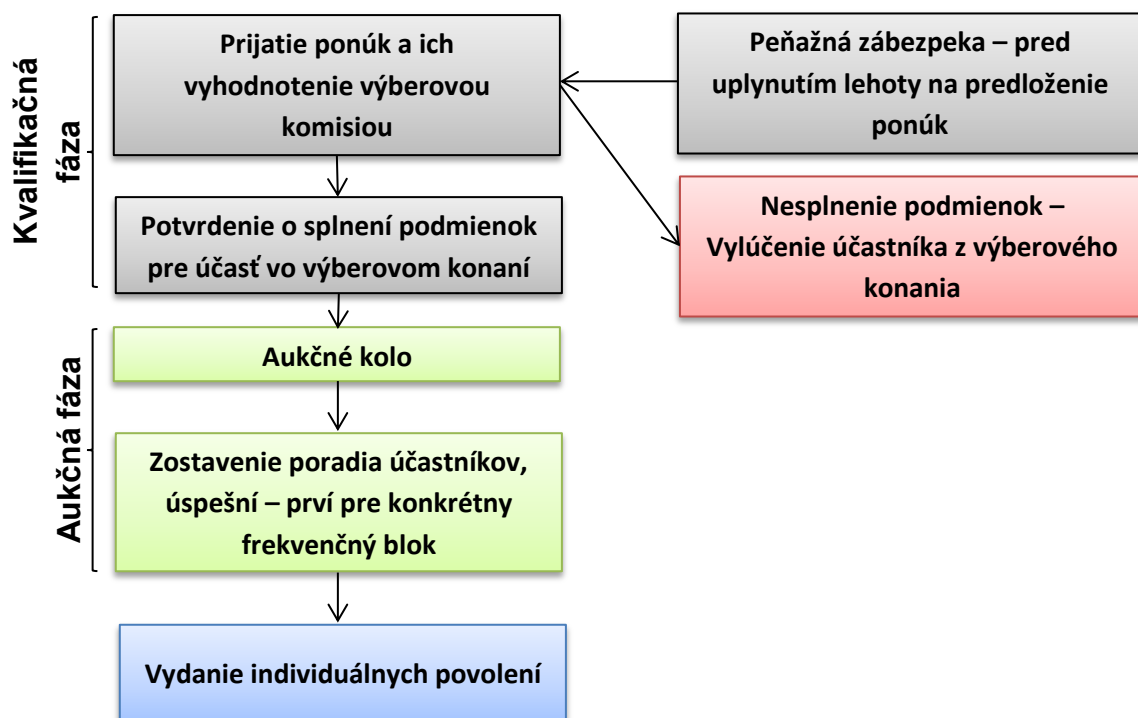 Kvalifikačná
fáza
Prijatie ponúk a ich
vyhodnotenie výberovou
komisiou
Peňažná zábezpeka – pred
uplynutím lehoty na predloženie
ponúk
Potvrdenie o splnení podmienok
pre účasť vo výberovom konaní
Nesplnenie podmienok –
Vylúčenie účastníka z výberového
konania
Aukčná fáza
Aukčné kolo
Zostavenie poradia účastníkov,
úspešní – prví pre konkrétny
frekvenčný blok
Vydanie individuálnych povolení